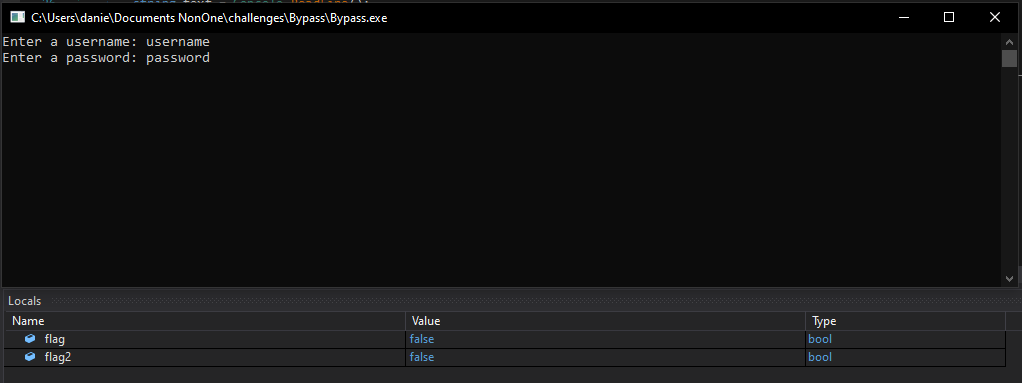 C:\Users\danie\Documents NonOne\challenges\Bypass\Bypass.exe
Enter a username: username
Enter a password: password
Locals
Name Value Type
flag false bool
flag2 false bool